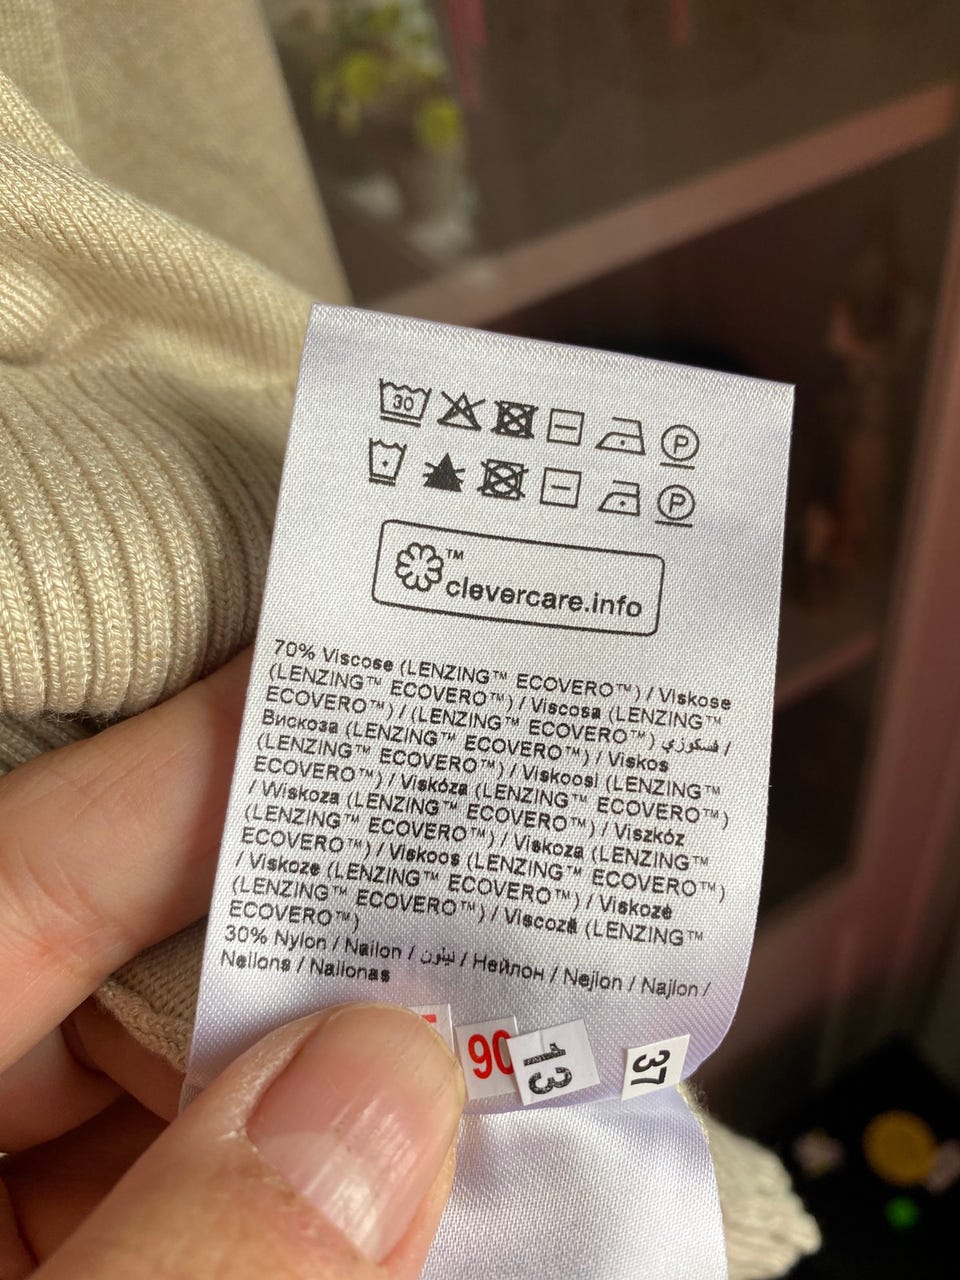 30
P
P
™
clevercare.info
70% Viscose (LENZING™ ECOVERO™) / Viskose
(LENZING™ ECOVERO™) / Viscosa (LENZING™
ECOVERO™) / (LENZING™ ECOVERO™) فسكوزي /
Вискоза (LENZING™ ECOVERO™) / Viskos
(LENZING™ ECOVERO™) / Viskoosi (LENZING™
ECOVERO™) / Viskóza (LENZING™ ECOVERO™)
/ Wiskoza (LENZING™ ECOVERO™) / Viszkóz
(LENZING™ ECOVERO™) / Viskoza (LENZING™
ECOVERO™) / Viskoos (LENZING™ ECOVERO™)
/ Viskoze (LENZING™ ECOVERO™) / Viskozė
(LENZING™ ECOVERO™) / Viscoză (LENZING™
ECOVERO™)
30% Nylon / Nailon / نيلون / Нейлон / Nejlon / Najlon /
Neilons / Nailonas
90
13
37